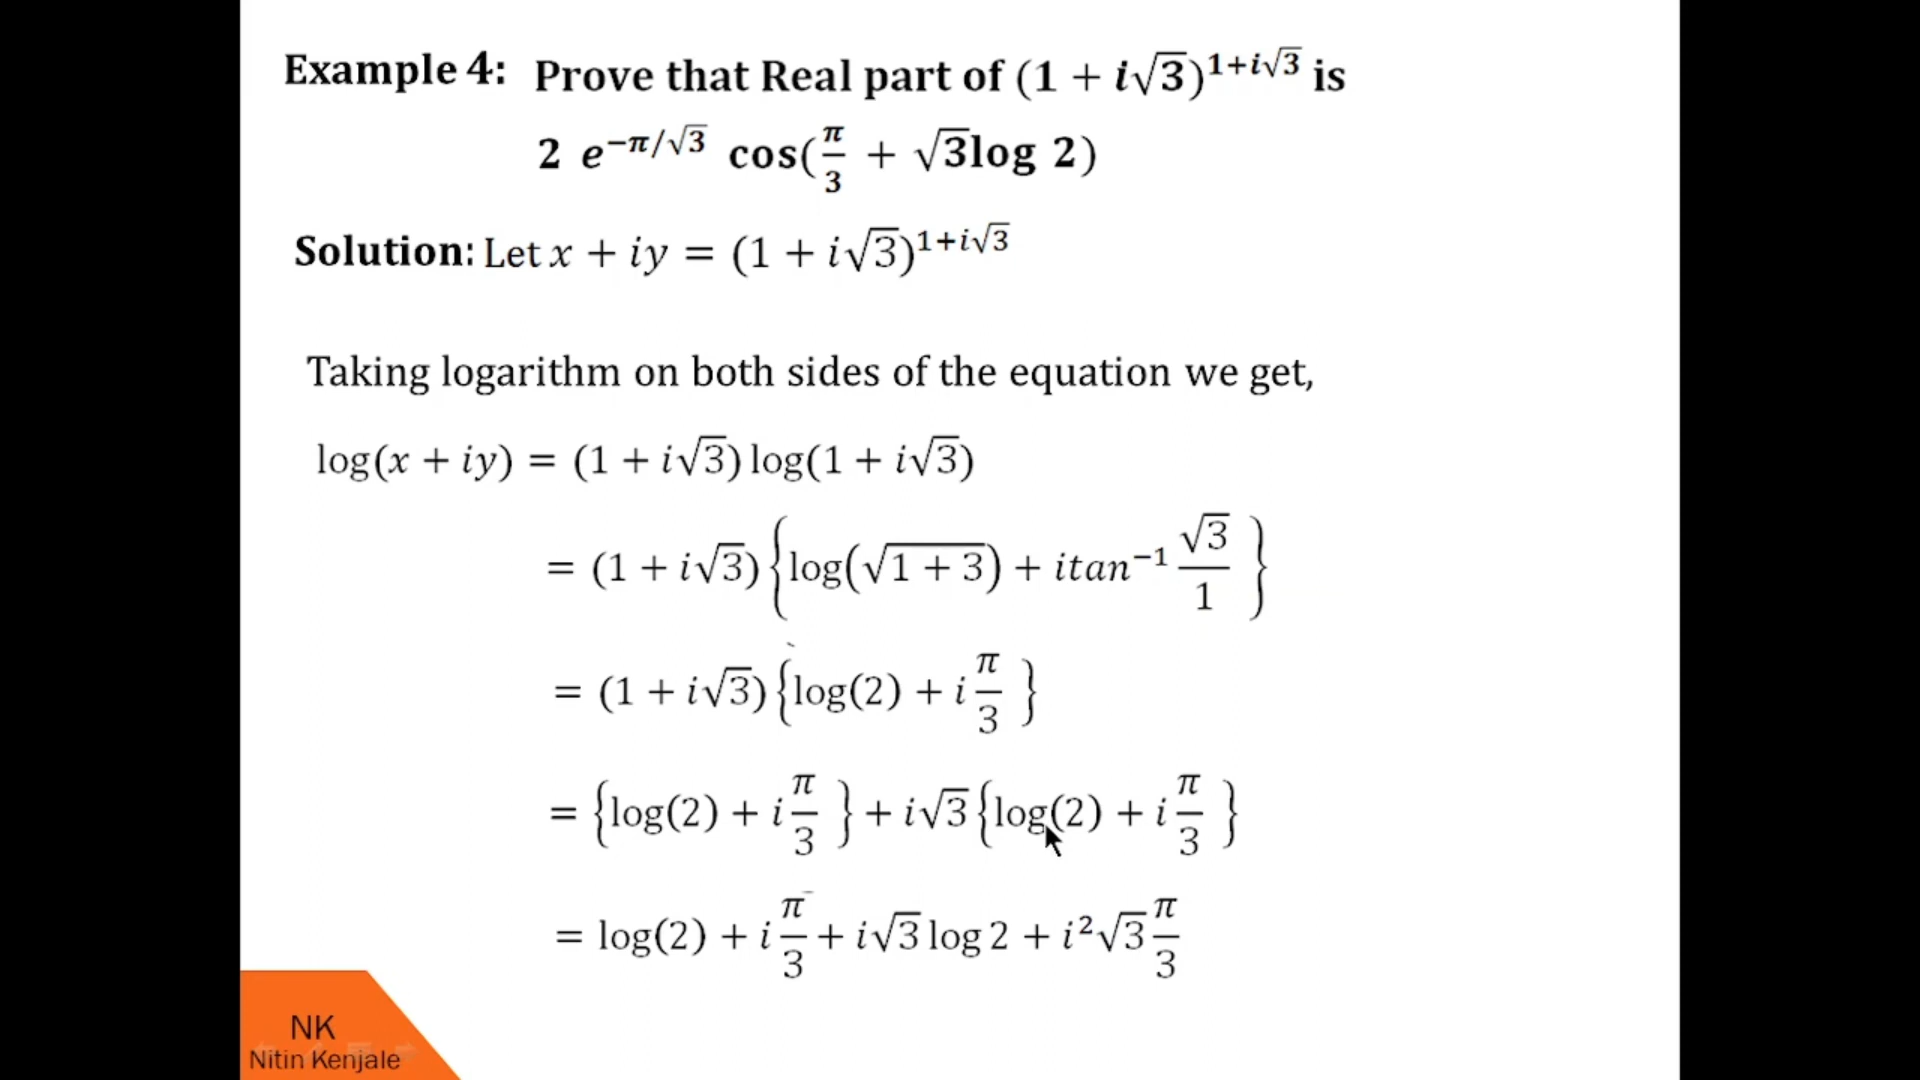 Example 4: Prove that Real part of (1 + i√3)^{1+i√3} is
2 e^{−π/√3} cos(π/3 + √3log 2)
Solution: Let x + iy = (1 + i√3)^{1+i√3}
Taking logarithm on both sides of the equation we get,
log(x + iy) = (1 + i√3) log(1 + i√3)
= (1 + i√3) {log(√(1 + 3)) + itan⁻¹ √3/1 }
= (1 + i√3) {log(2) + i π/3 }
= {log(2) + i π/3 } + i√3 {log(2) + i π/3 }
= log(2) + i π/3 + i√3 log 2 + i²√3 π/3
NK
Nitin Kenjale